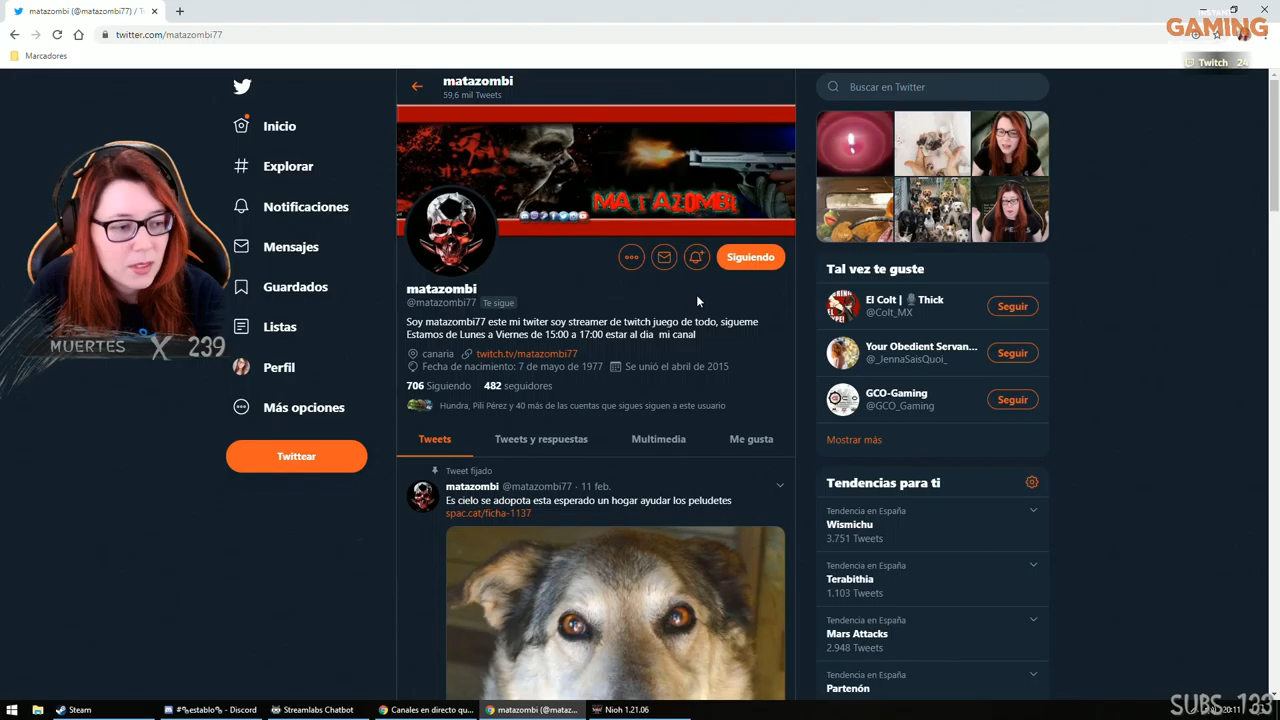 matazombi (@matazombi77) / T
twitter.com/matazombi77
Marcadores
GAMING
Twitch 24
Inicio
Explorar
Notificaciones
Mensajes
Guardados
Listas
Perfil
Más opciones
Twittear
MUERTES X 239
matazombi
59,6 mil Tweets
MATAZOMBI
Siguiendo
matazombi
@matazombi77 Te sigue
Soy matazombi77 este mi twiter soy streamer de twitch juego de todo, sigueme
Estamos de Lunes a Viernes de 15:00 a 17:00 estar al dia mi canal
canaria twitch.tv/matazombi77
Fecha de nacimiento: 7 de mayo de 1977 Se unió el abril de 2015
706 Siguiendo 482 seguidores
Hundra, Pili Pérez y 40 más de las cuentas que sigues siguen a este usuario
Tweets Tweets y respuestas Multimedia Me gusta
Tweet fijado
matazombi @matazombi77 · 11 feb.
Es cielo se adopota esta esperado un hogar ayudar los peludetes
spac.cat/ficha-1137
Buscar en Twitter
Tal vez te guste
El Colt | Thick
@Colt_MX
Seguir
Your Obedient Servan...
@_JennaSaisQuoi_
Seguir
GCO-Gaming
@GCO_Gaming
Seguir
Mostrar más
Tendencias para ti
Tendencia en España
Wismichu
3.751 Tweets
Tendencia en España
Terabithia
1.103 Tweets
Tendencia en España
Mars Attacks
2.948 Tweets
Tendencia en España
Partenón
Steam
Discord
Streamlabs Chatbot
Canales en directo qu...
matazombi (@mataz...
Nioh 1.21.06
20:11
SUBS 133